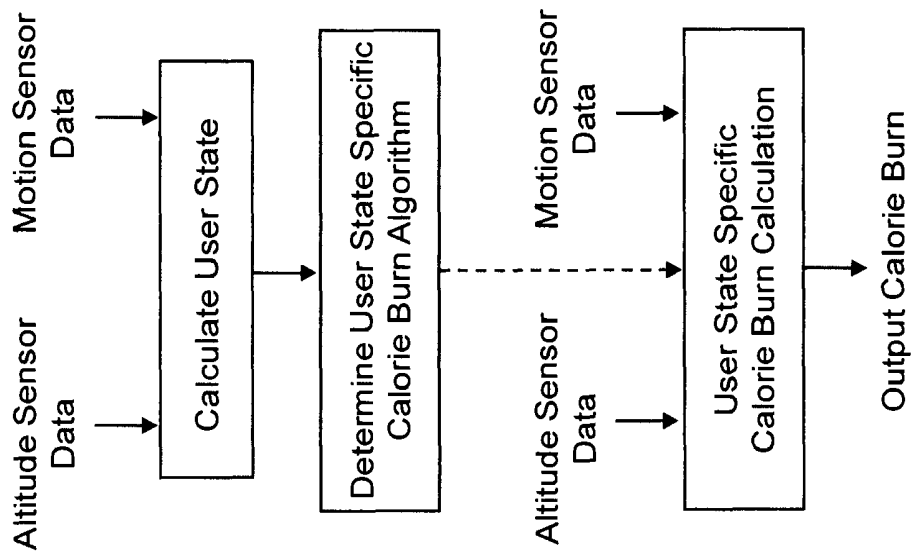 Altitude Sensor
Data
Motion Sensor
Data
Calculate User State
Determine User State Specific
Calorie Burn Algorithm
Altitude Sensor
Data
Motion Sensor
Data
User State Specific
Calorie Burn Calculation
Output Calorie Burn